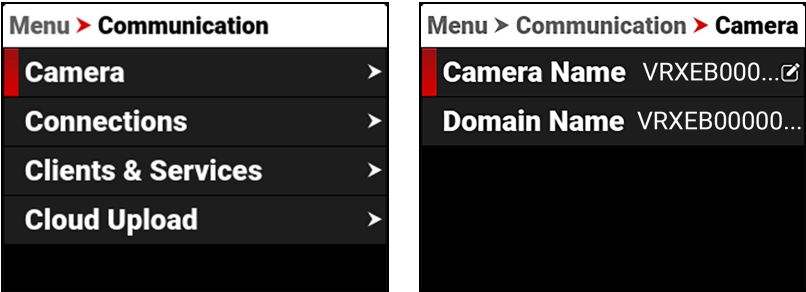 Menu ➤ Communication
Camera ➤
Connections ➤
Clients & Services ➤
Cloud Upload ➤
Menu ➤ Communication ➤ Camera
Camera Name VRXEB000...
Domain Name VRXEB00000...